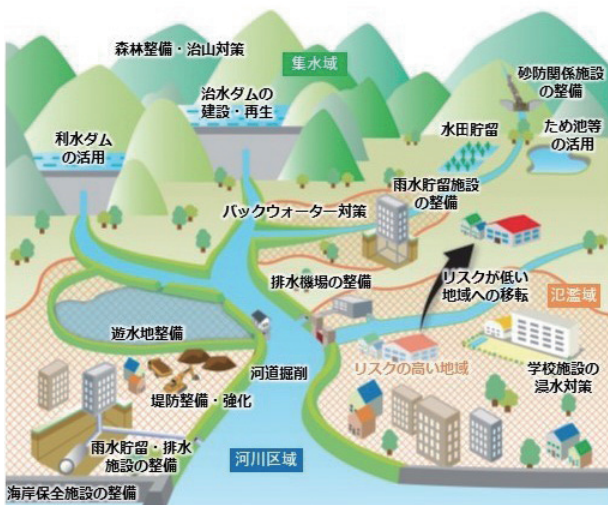 森林整備・治山対策
集水域
砂防関係施設
の整備
治水ダムの
建設・再生
利水ダム
の活用
水田貯留
ため池等
の活用
雨水貯留施設
の整備
バックウォーター対策
排水機場の整備
リスクが低い
地域への移転
氾濫域
遊水地整備
河道掘削
リスクの高い地域
学校施設の
浸水対策
堤防整備・強化
雨水貯留・排水
施設の整備
河川区域
海岸保全施設の整備